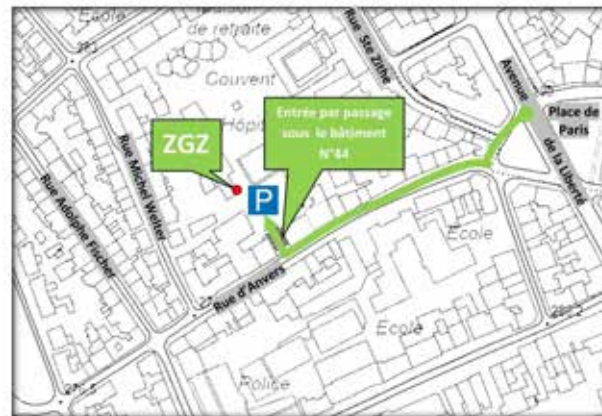 Ecole
de retraite
Couvent
Rue Ste Zithe
Avenue
de la Liberté
Place de
Paris
Entrée par passage
sous le bâtiment
N°44
ZGZ
P
Rue Michel Welter
Rue Adolphe Fischer
Rue d'Anvers
Ecole
Ecole
Police